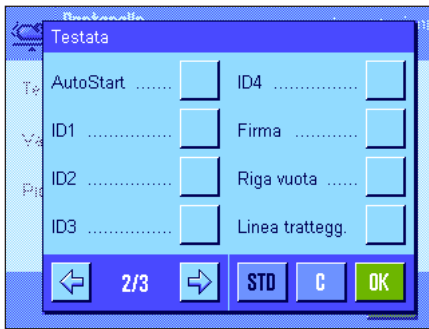 Testata
AutoStart .......
ID1 ................
ID2 ................
ID3 ................
ID4 ................
Firma ............
Riga vuota ......
Linea trattegg.
2/3
STD
C
OK